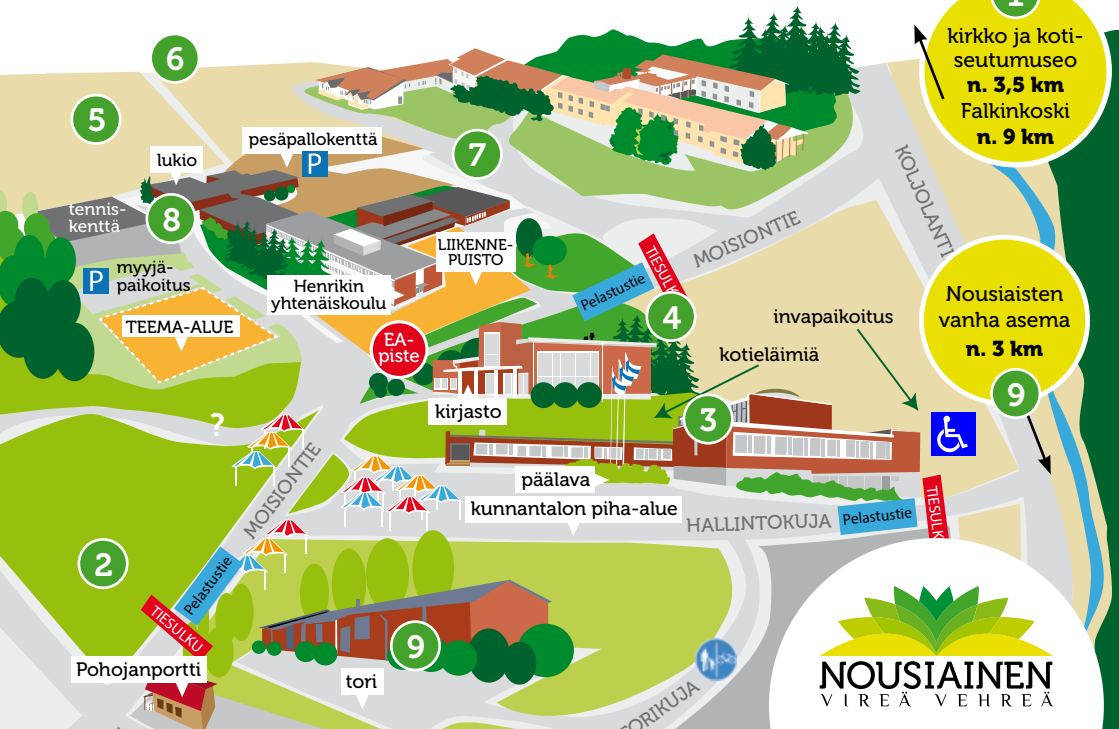 1
kirkko ja koti-
seutumuseo
n. 3,5 km
Falkinkoski
n. 9 km
6
5
pesäpallokenttä
P
lukio
7
KOLJOLANTI
tennis-
kenttä
8
MOISIONTIE
LIIKENNE-
PUISTO
TIESULK
Pelastustie
P
myyjä-
paikoitus
Henrikin
yhtenäiskoulu
TEEMA-ALUE
4
EA-
piste
invapaikoitus
kotieläimiä
Nousiaisten
vanha asema
n. 3 km
9
kirjasto
3
?
MOISIONTIE
päälava
kunnantalon piha-alue
HALLINTOKUJA
Pelastustie
TIESULK
2
Pelastustie
TIESULKU
Pohojanportti
9
tori
TORIKUJA
NOUSIAINEN
VIREÄ VEHREÄ